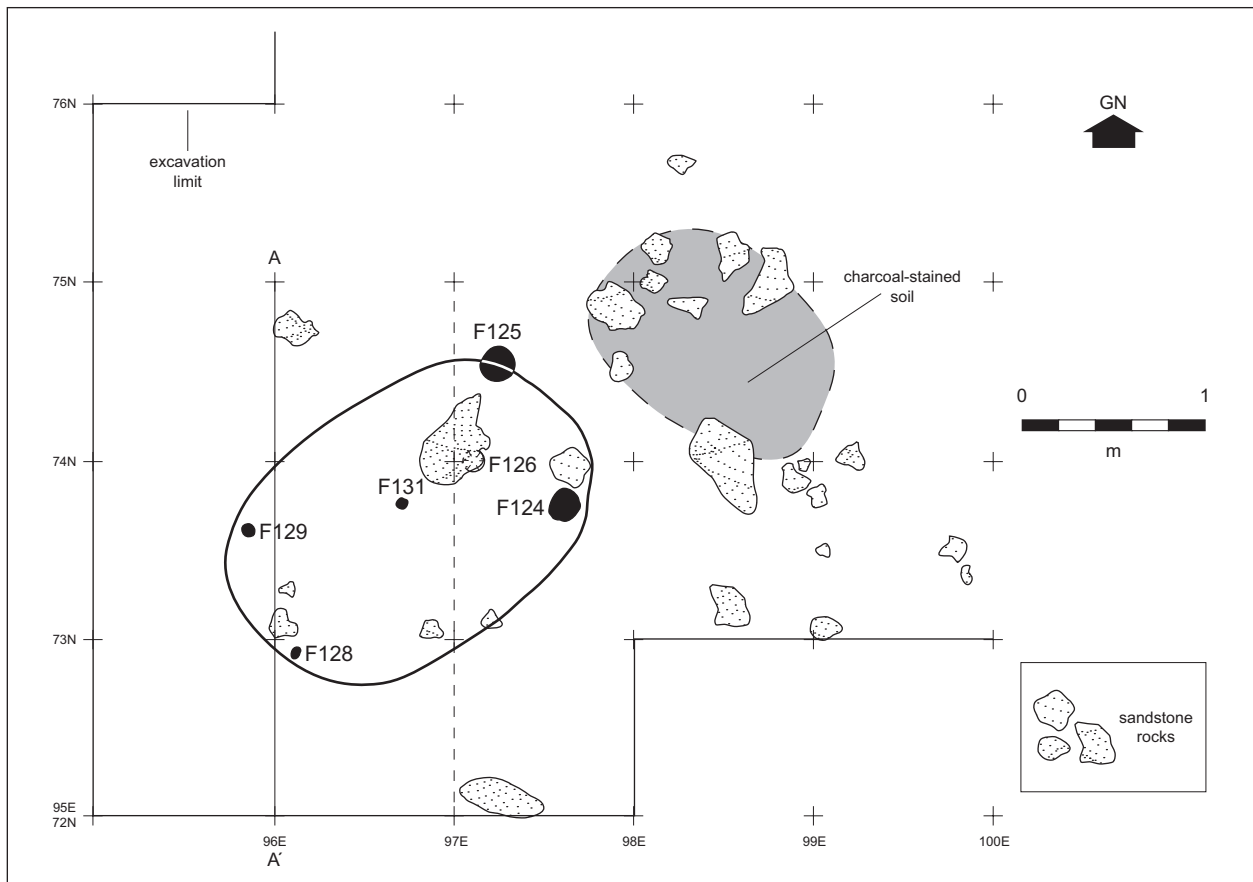 76N
GN
excavation
limit
A
75N
charcoal-stained
soil
F125
0 1
m
74N
F126
F131
F124
F129
73N
F128
sandstone
rocks
95E
72N
96E 97E 98E 99E 100E
A´